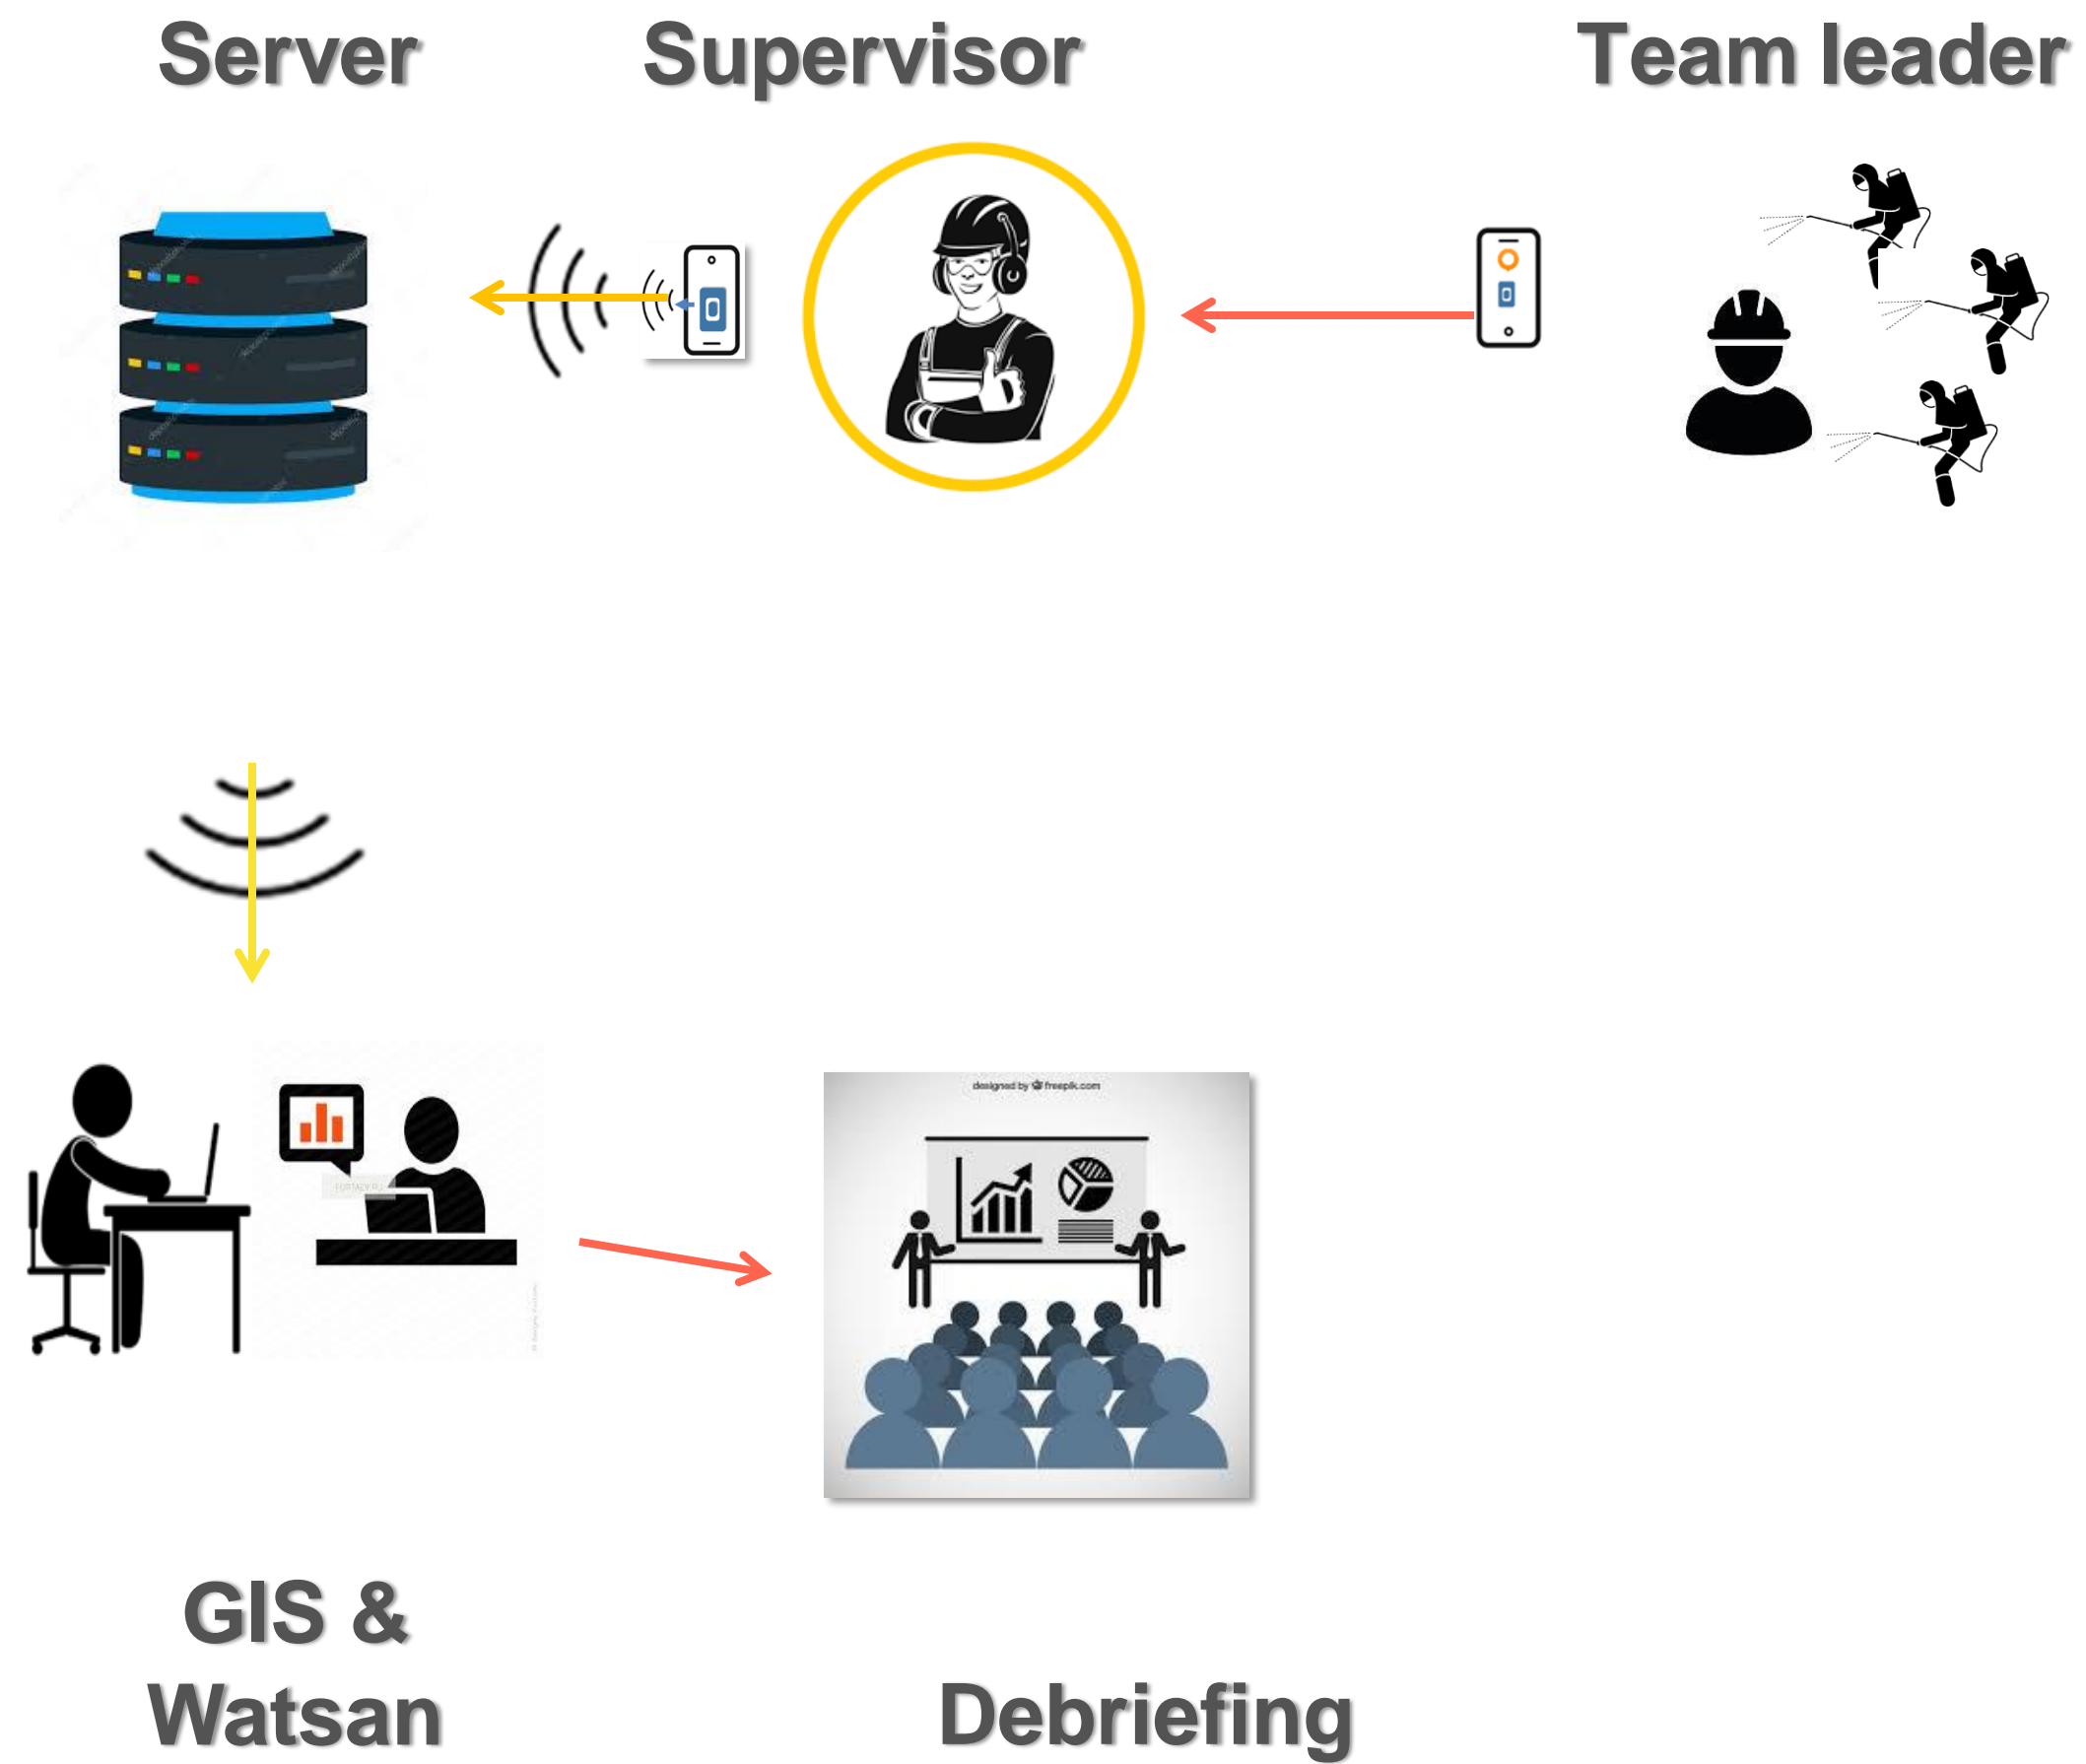 Server
Supervisor
Team leader
designed by freepik.com
GIS &
Watsan
Debriefing